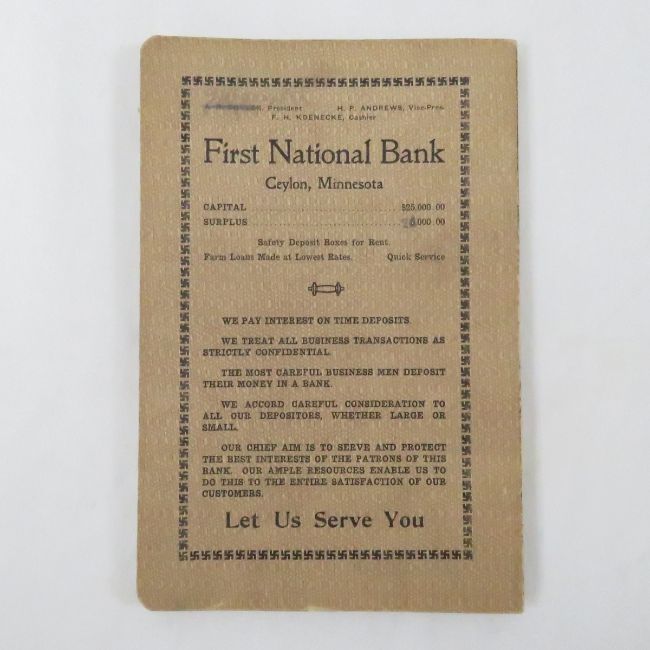 President H. P. ANDREWS, Vice-Pres.
F. H. KOENECKE, Cashier
First National Bank
Ceylon, Minnesota
CAPITAL $25,000.00
SURPLUS 000.00
Safety Deposit Boxes for Rent.
Farm Loans Made at Lowest Rates. Quick Service
WE PAY INTEREST ON TIME DEPOSITS.
WE TREAT ALL BUSINESS TRANSACTIONS AS
STRICTLY CONFIDENTIAL.
THE MOST CAREFUL BUSINESS MEN DEPOSIT
THEIR MONEY IN A BANK.
WE ACCORD CAREFUL CONSIDERATION TO
ALL OUR DEPOSITORS, WHETHER LARGE OR
SMALL.
OUR CHIEF AIM IS TO SERVE AND PROTECT
THE BEST INTERESTS OF THE PATRONS OF THIS
BANK. OUR AMPLE RESOURCES ENABLE US TO
DO THIS TO THE ENTIRE SATISFACTION OF OUR
CUSTOMERS.
Let Us Serve You